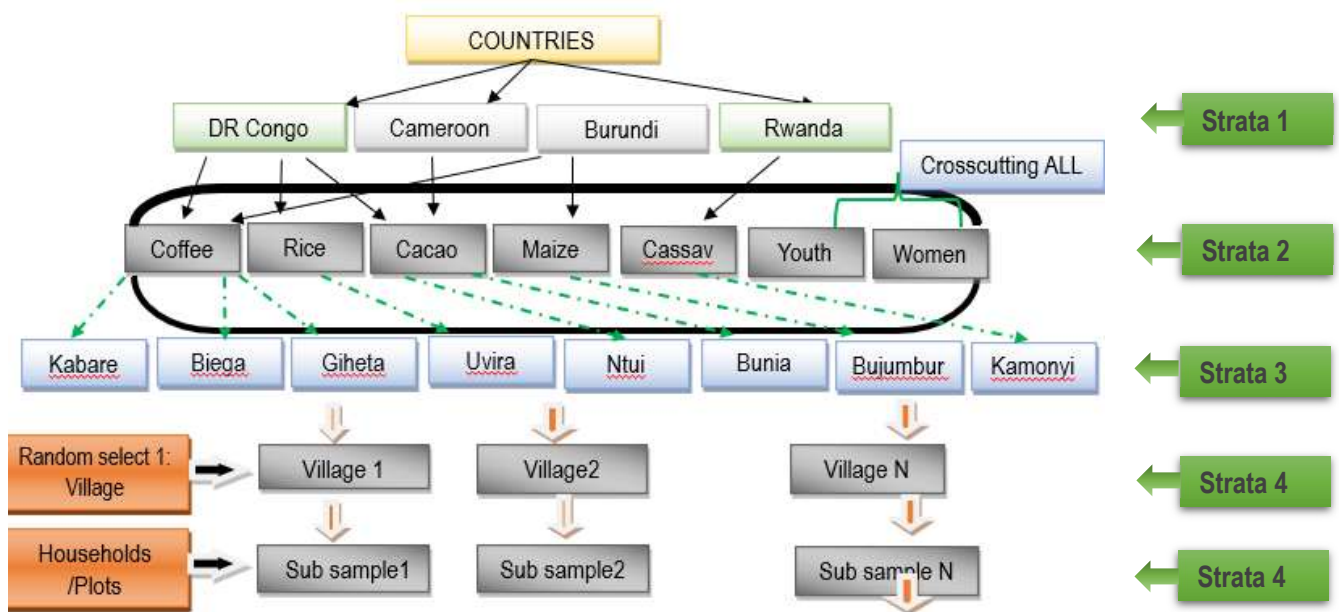 COUNTRIES
DR Congo
Cameroon
Burundi
Rwanda
Strata 1
Crosscutting ALL
Coffee
Rice
Cacao
Maize
Cassav
Youth
Women
Strata 2
Kabare
Biega
Giheta
Uvira
Ntui
Bunia
Bujumbur
Kamonyi
Strata 3
Random select 1:
Village
Village 1
Village2
Village N
Strata 4
Households
/Plots
Sub sample1
Sub sample2
Sub sample N
Strata 4